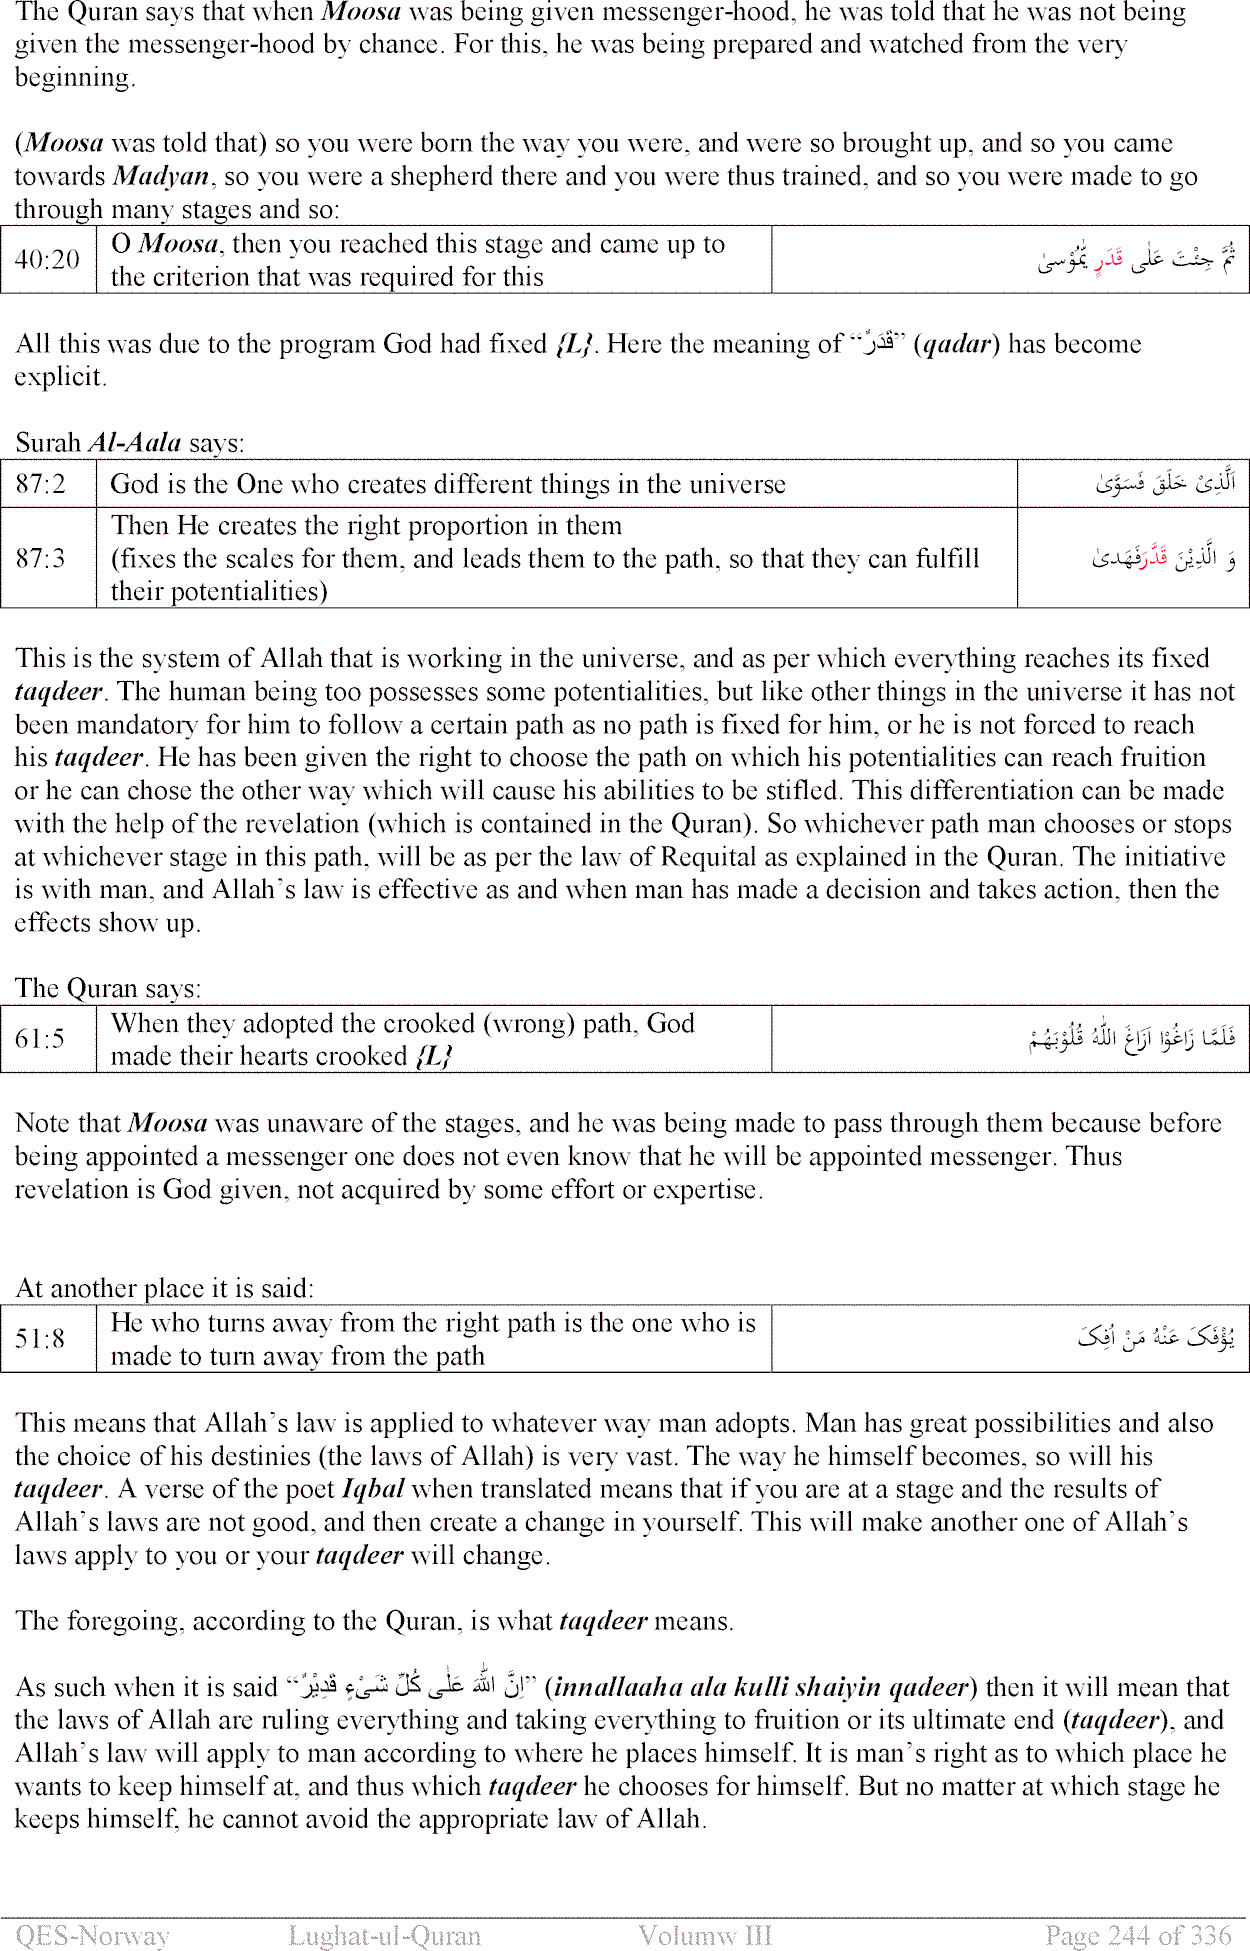 The Quran says that when Moosa was being given messenger-hood, he was told that he was not being
given the messenger-hood by chance. For this, he was being prepared and watched from the very
beginning.
(Moosa was told that) so you were born the way you were, and were so brought up, and so you came
towards Madyan, so you were a shepherd there and you were thus trained, and so you were made to go
through many stages and so:
40:20 O Moosa, then you reached this stage and came up to
the criterion that was required for this
ثُمَّ جِئْتَ عَلٰی قَدَرٍ یّٰمُوْسیٰ
All this was due to the program God had fixed {L}. Here the meaning of “قَدَرٌ” (qadar) has become
explicit.
Surah Al-Aala says:
87:2 God is the One who creates different things in the universe الَّذِیْ خَلَقَ فَسَوَّیٰ
87:3 Then He creates the right proportion in them
(fixes the scales for them, and leads them to the path, so that they can fulfill
their potentialities)
وَ الَّذِیْنَ قَدَّرَفَهَدیٰ
This is the system of Allah that is working in the universe, and as per which everything reaches its fixed
taqdeer. The human being too possesses some potentialities, but like other things in the universe it has not
been mandatory for him to follow a certain path as no path is fixed for him, or he is not forced to reach
his taqdeer. He has been given the right to choose the path on which his potentialities can reach fruition
or he can chose the other way which will cause his abilities to be stifled. This differentiation can be made
with the help of the revelation (which is contained in the Quran). So whichever path man chooses or stops
at whichever stage in this path, will be as per the law of Requital as explained in the Quran. The initiative
is with man, and Allah’s law is effective as and when man has made a decision and takes action, then the
effects show up.
The Quran says:
61:5 When they adopted the crooked (wrong) path, God
made their hearts crooked {L}
فَلَمَّا زَاغُوْا اَزَاغَ اللّٰهُ قُلُوْبَهُمْ
Note that Moosa was unaware of the stages, and he was being made to pass through them because before
being appointed a messenger one does not even know that he will be appointed messenger. Thus
revelation is God given, not acquired by some effort or expertise.
At another place it is said:
51:8 He who turns away from the right path is the one who is
made to turn away from the path
یُؤْفَکَ عَنْهُ مَنْ اُفِکَ
This means that Allah’s law is applied to whatever way man adopts. Man has great possibilities and also
the choice of his destinies (the laws of Allah) is very vast. The way he himself becomes, so will his
taqdeer. A verse of the poet Iqbal when translated means that if you are at a stage and the results of
Allah’s laws are not good, and then create a change in yourself. This will make another one of Allah’s
laws apply to you or your taqdeer will change.
The foregoing, according to the Quran, is what taqdeer means.
As such when it is said “اِنَّ اللّٰهَ عَلٰی کُلِّ شَیْءٍ قَدِیْرٌ” (innallaaha ala kulli shaiyin qadeer) then it will mean that
the laws of Allah are ruling everything and taking everything to fruition or its ultimate end (taqdeer), and
Allah’s law will apply to man according to where he places himself. It is man’s right as to which place he
wants to keep himself at, and thus which taqdeer he chooses for himself. But no matter at which stage he
keeps himself, he cannot avoid the appropriate law of Allah.
QES-Norway Lughat-ul-Quran Volumw III Page 244 of 336